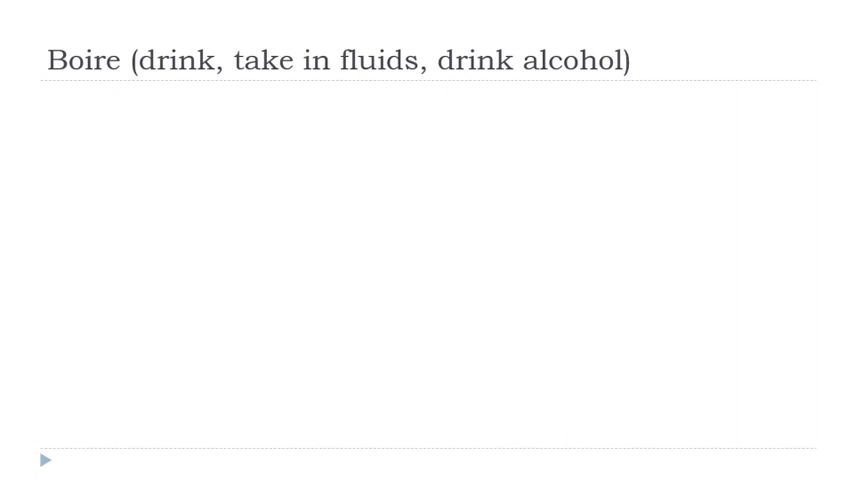 Boire (drink, take in fluids, drink alcohol)